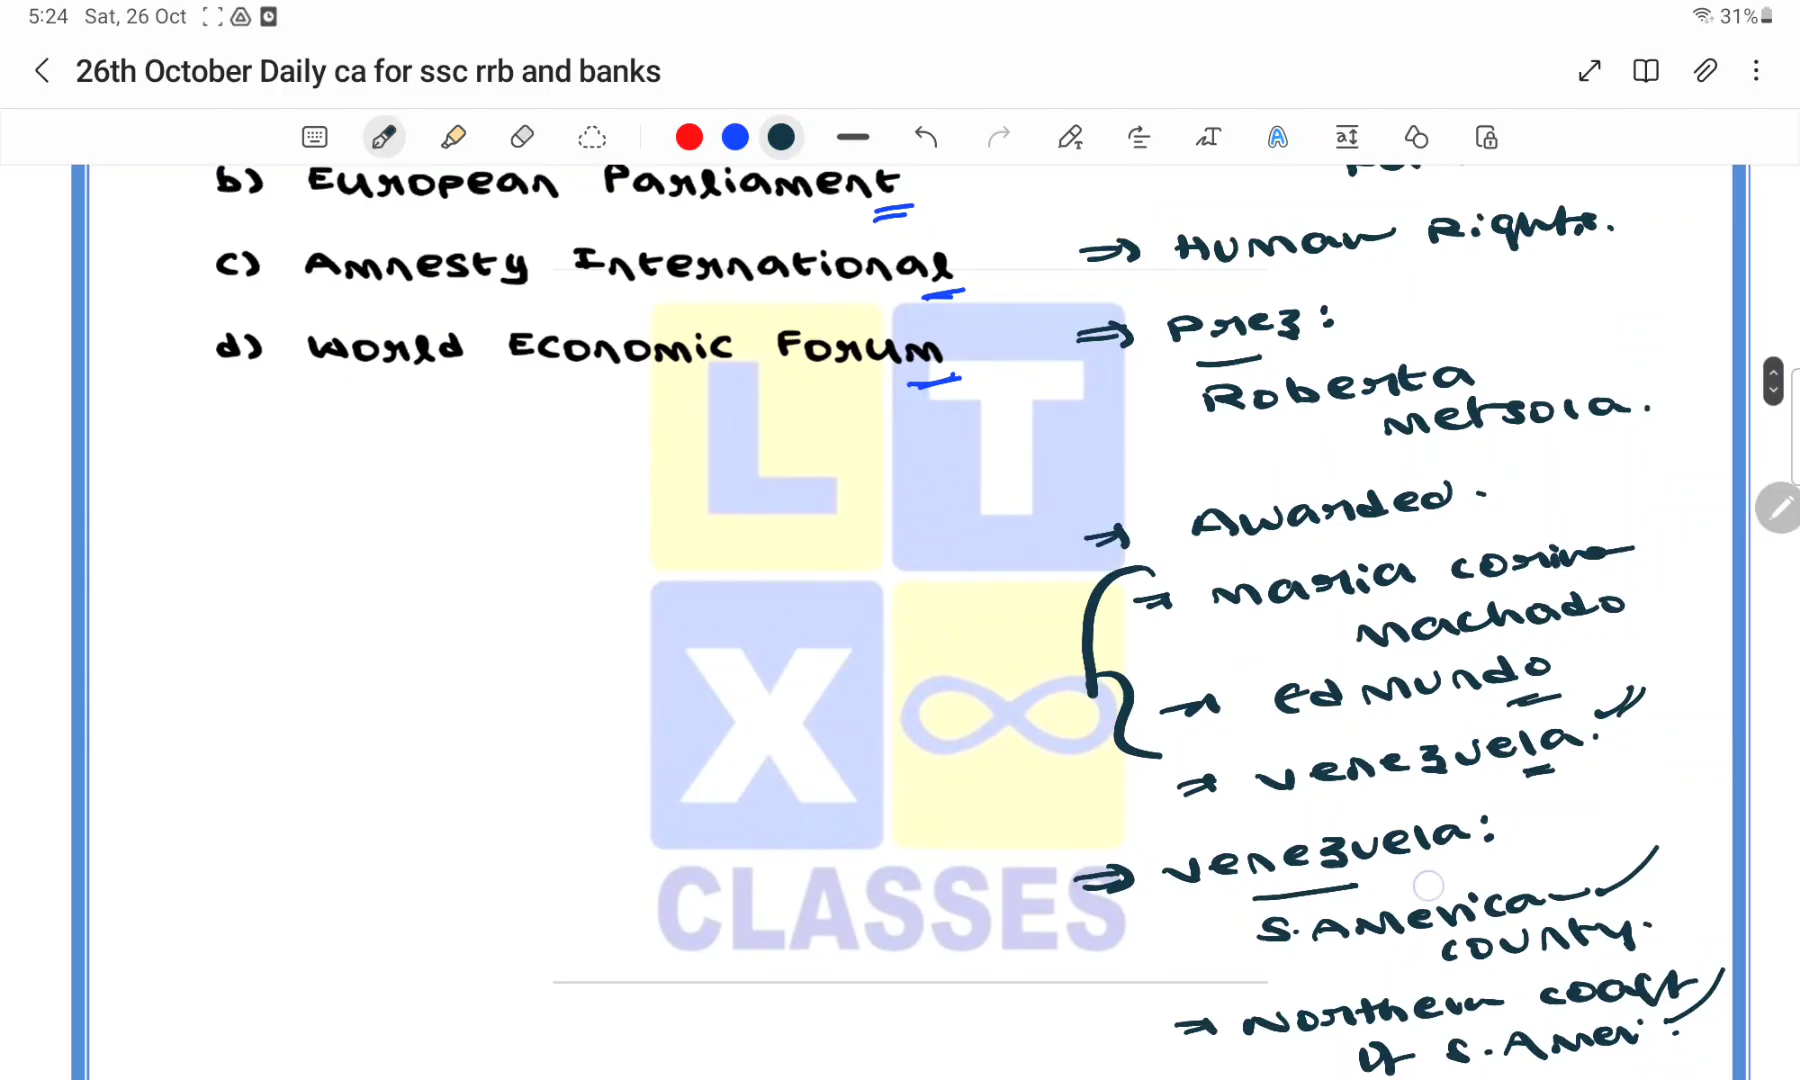 5:24 Sat, 26 Oct
31%
26th October Daily ca for ssc rrb and banks
b) European Parliament
c) Amnesty International
d) World Economic Forum
⇒ Human Rights.
⇒ Prez:
Roberta
Metsola.
⇒ Awarded.
→ Maria Corina
Machado
→ Edmundo
⇒ Venezuela.
⇒ Venezuela:
S. America
county.
→ Northern coast
of S. Ameri.
LTX
CLASSES